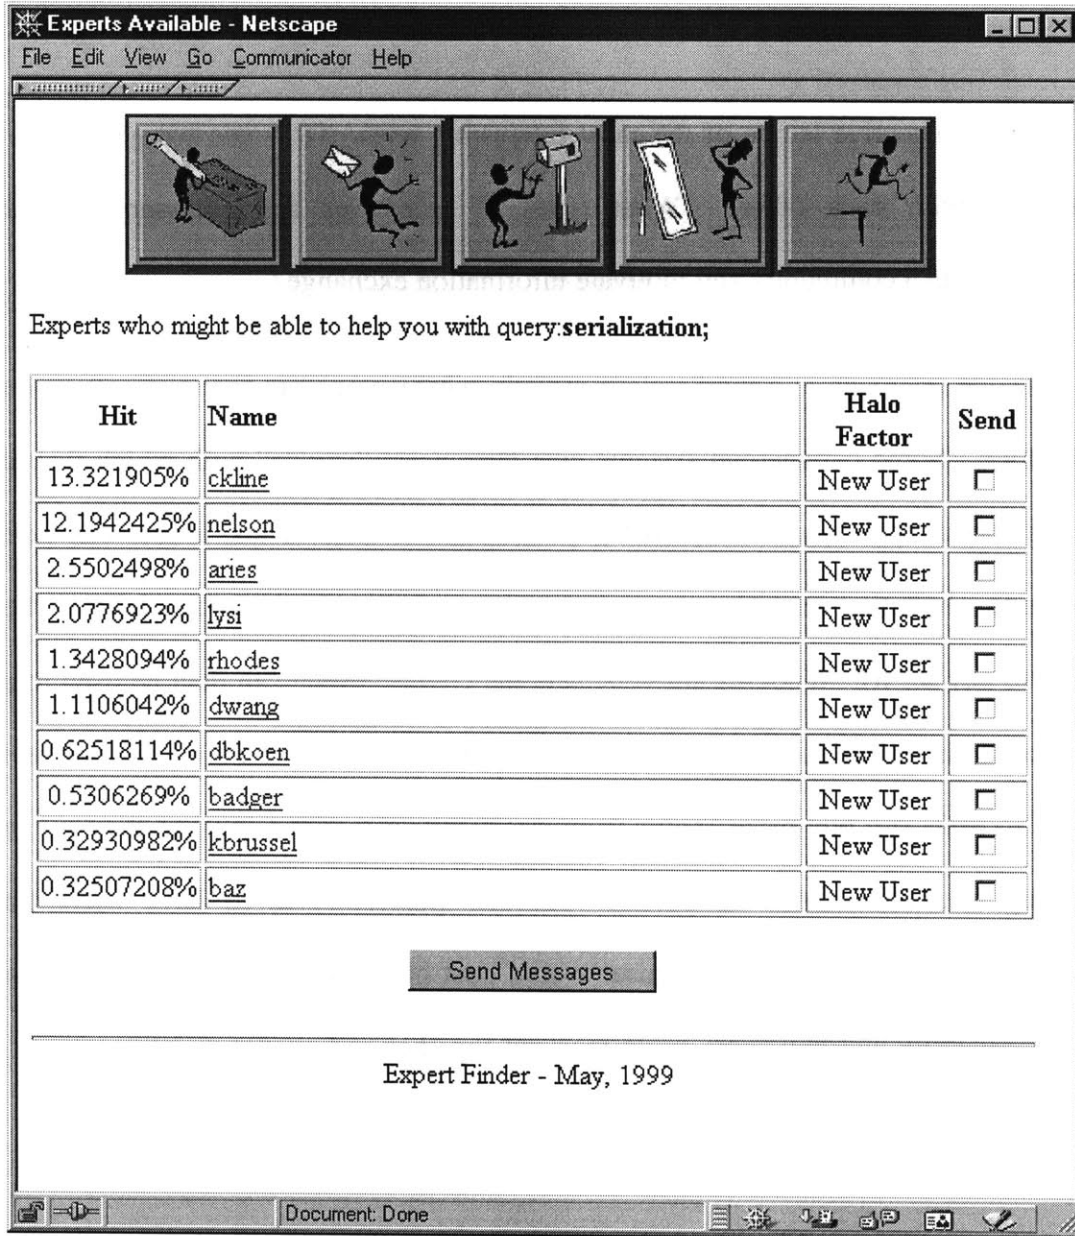 Experts Available - Netscape
File Edit View Go Communicator Help
Experts who might be able to help you with query:serialization;
Hit Name Halo Factor Send
13.321905% ckline New User
12.1942425% nelson New User
2.5502498% aries New User
2.0776923% lysi New User
1.3428094% rhodes New User
1.1106042% dwang New User
0.62518114% dbkoen New User
0.5306269% badger New User
0.32930982% kbrussel New User
0.32507208% baz New User
Send Messages
Expert Finder - May, 1999
Document: Done